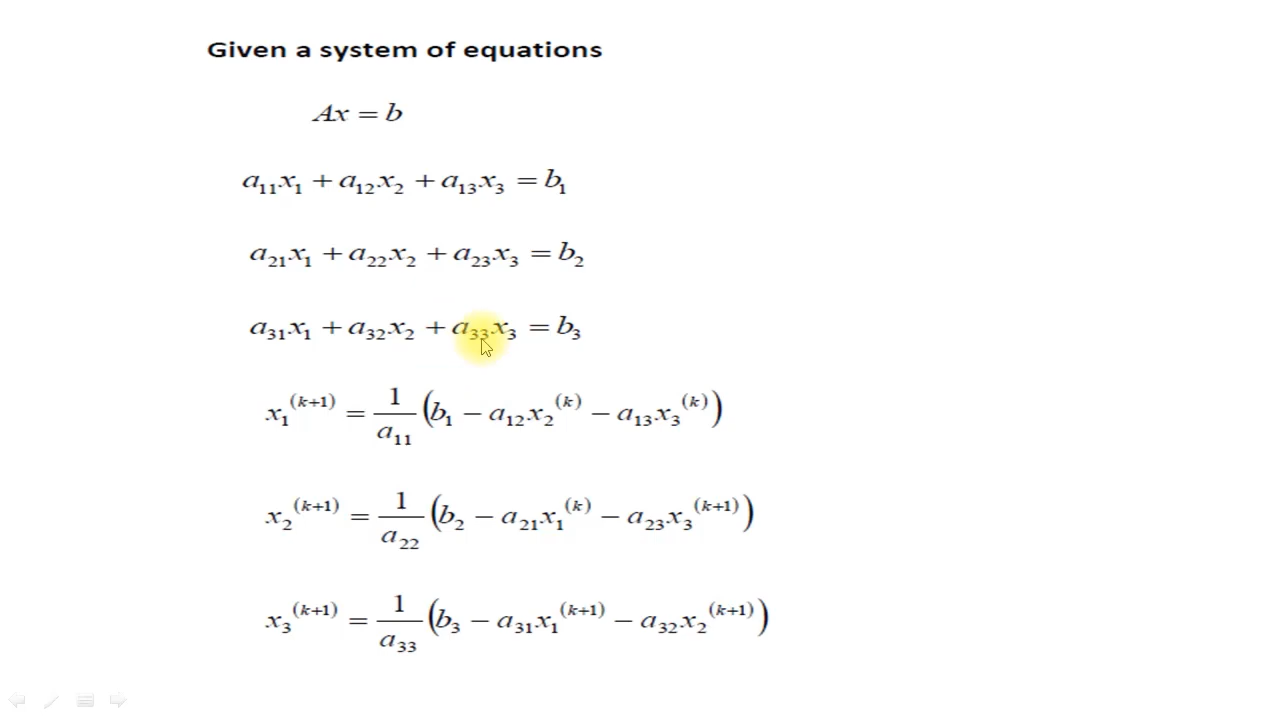 Given a system of equations
Ax = b
a₁₁x₁ + a₁₂x₂ + a₁₃x₃ = b₁
a₂₁x₁ + a₂₂x₂ + a₂₃x₃ = b₂
a₃₁x₁ + a₃₂x₂ + a₃₃x₃ = b₃
x₁^(k+1) = 1/a₁₁ (b₁ − a₁₂x₂^(k) − a₁₃x₃^(k))
x₂^(k+1) = 1/a₂₂ (b₂ − a₂₁x₁^(k) − a₂₃x₃^(k+1))
x₃^(k+1) = 1/a₃₃ (b₃ − a₃₁x₁^(k+1) − a₃₂x₂^(k+1))